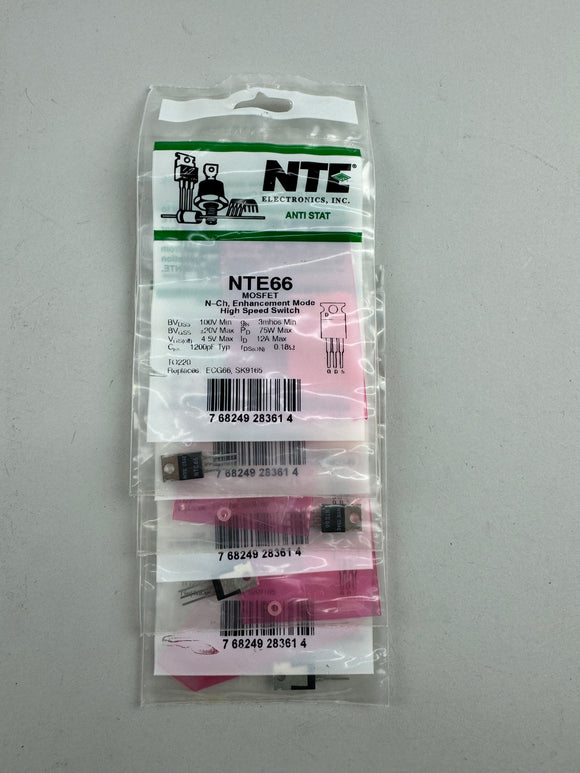 NTE®
ELECTRONICS, INC.
ANTI STAT
NTE66
MOSFET
N–Ch, Enhancement Mode
High Speed Switch
BVDSS 100V Min gfs 3mhos Min
BVGSS ±20V Max PD 75W Max
VGS(off) 4.5V Max ID 12A Max
1200pF Typ rDS(ON) 0.18Ω
TO220
Replaces: ECG66, SK9165
G D S
7 68249 28361 4
7 68249 28361 4
7 68249 28361 4
SK9165
7 68249 28361 4